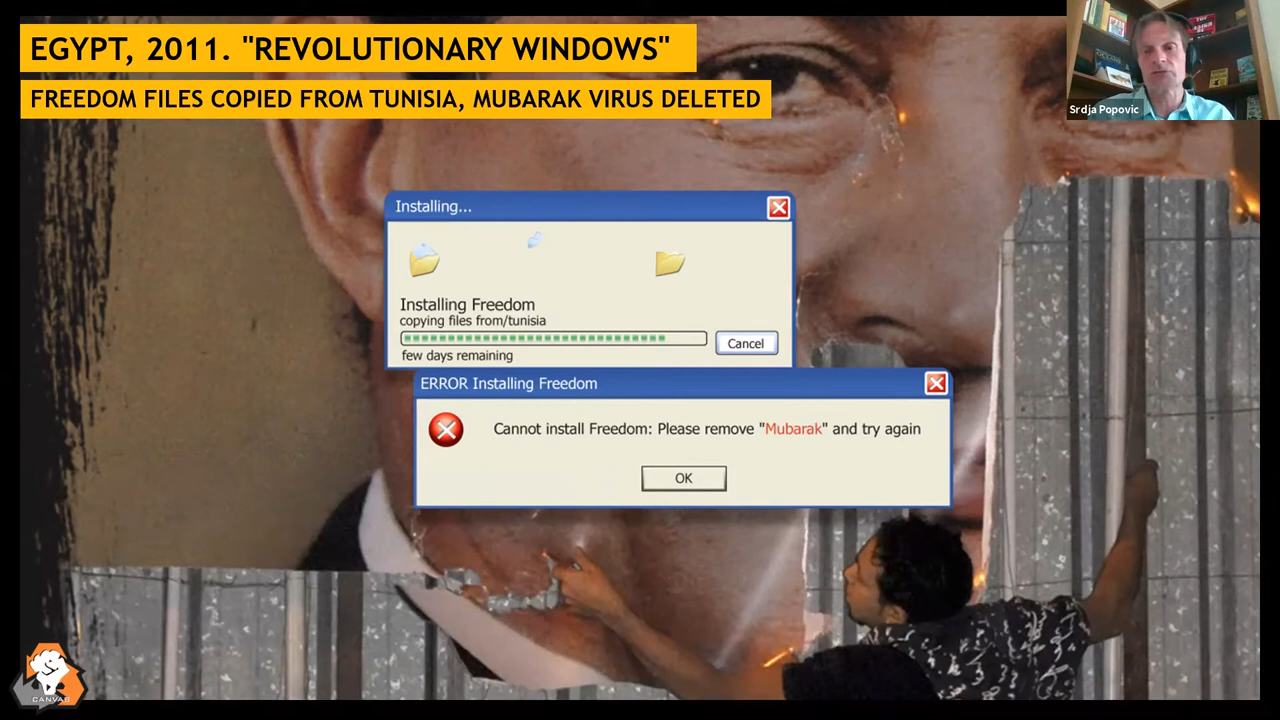 EGYPT, 2011. "REVOLUTIONARY WINDOWS"
FREEDOM FILES COPIED FROM TUNISIA, MUBARAK VIRUS DELETED
Srdja Popovic
Installing...
Installing Freedom
copying files from/tunisia
Cancel
few days remaining
ERROR Installing Freedom
Cannot install Freedom: Please remove "Mubarak" and try again
OK
CANVAS